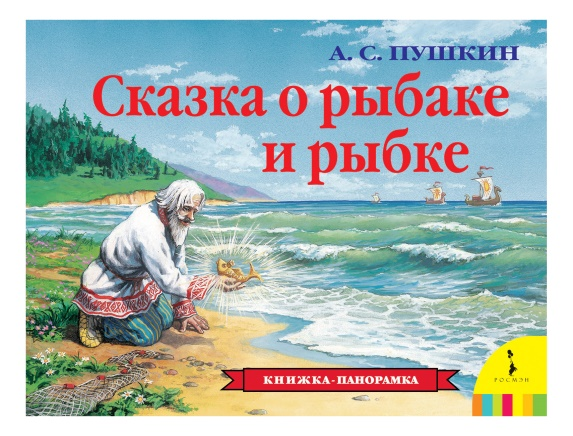 А. С. ПУШКИН
Сказка о рыбаке
и рыбке
КНИЖКА-ПАНОРАМКА
РОСМЭН